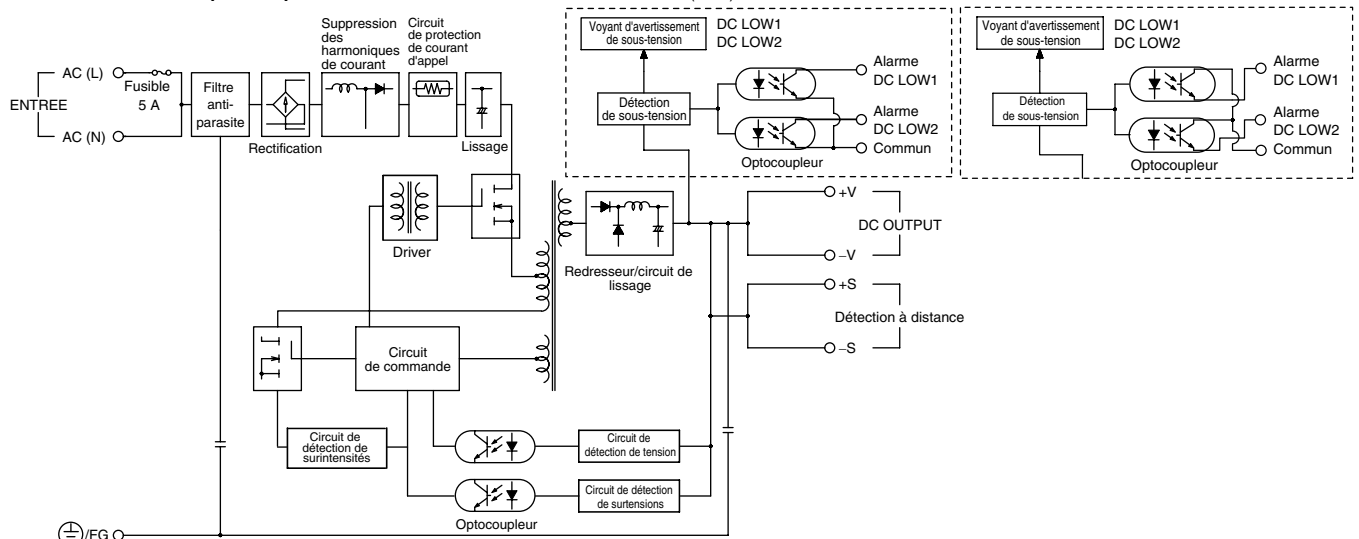 Suppression
des
harmoniques
de courant
Circuit
de protection
de courant
d'appel
Voyant d'avertissement
de sous-tension
DC LOW1
DC LOW2
Voyant d'avertissement
de sous-tension
DC LOW1
DC LOW2
ENTREE
AC (L)
AC (N)
Fusible
5 A
Filtre
anti-
parasite
Rectification
Lissage
Détection
de sous-tension
Optocoupleur
Alarme
DC LOW1
Alarme
DC LOW2
Commun
Détection
de sous-tension
Optocoupleur
Alarme
DC LOW1
Alarme
DC LOW2
Commun
Driver
Redresseur/circuit de
lissage
+V
DC OUTPUT
–V
+S
Détection à distance
–S
Circuit
de commande
Circuit de
détection de
surintensités
Circuit de
détection de tension
Circuit de détection
de surtensions
Optocoupleur
/FG